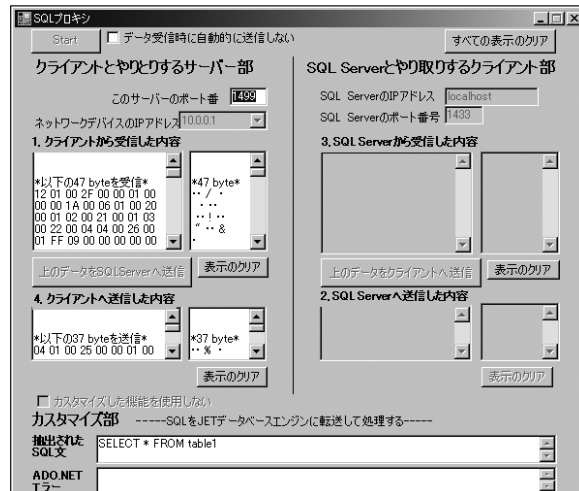 SQLプロキシ
Start
データ受信時に自動的に送信しない
すべての表示のクリア
クライアントとやりとりするサーバー部
このサーバーのポート番
1499
ネットワークデバイスのIPアドレス
10.0.0.1
1. クライアントから受信した内容
*以下の47 byteを受信*
12 01 00 2F 00 00 01 00
00 00 1A 00 06 01 00 20
00 01 02 00 21 00 01 03
00 22 00 04 04 00 26 00
01 FF 09 00 00 00 00 00
*47 byte*
・・ / ・
・ ・・
・・ ! ・・
" ・・ &
・
上のデータをSQLServerへ送信
表示のクリア
4. クライアントへ送信した内容
*以下の37 byteを送信*
04 01 00 25 00 00 01 00
*37 byte*
・・ % ・
表示のクリア
SQL Serverとやり取りするクライアント部
SQL ServerのIPアドレス
localhost
SQL Serverのポート番号
1433
3. SQL Serverから受信した内容
上のデータをクライアントへ送信
表示のクリア
2. SQL Serverへ送信した内容
表示のクリア
カスタマイズした機能を使用しない
カスタマイズ部 -----SQLをJETデータベースエンジンに転送して処理する-----
抽出された
SQL文
SELECT * FROM table1
ADO.NET
エラー